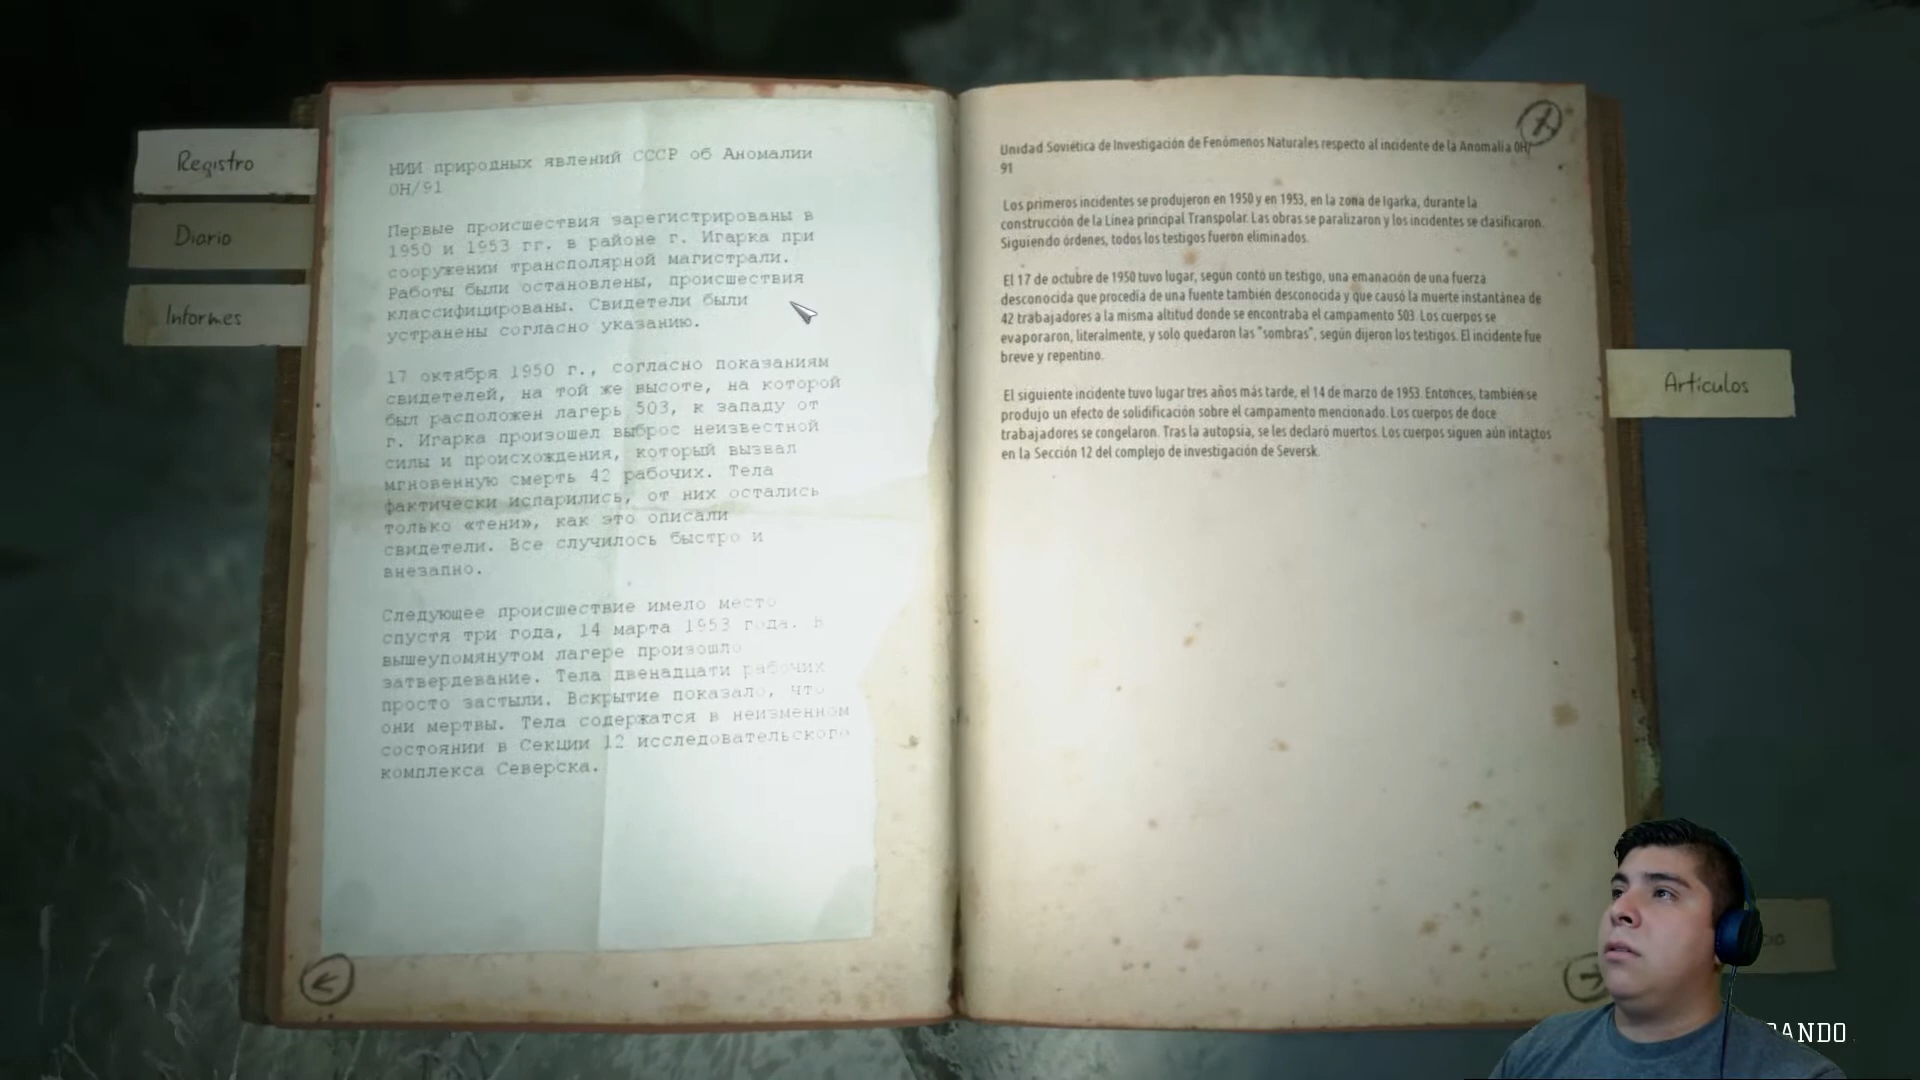 Registro
Diario
Informes
НИИ природных явлений СССР об Аномалии
0Н/91
Первые происшествия зарегистрированы в
1950 и 1953 гг. в районе г. Игарка при
сооружении трансполярной магистрали.
Работы были остановлены, происшествия
классифицированы. Свидетели были
устранены согласно указанию.
17 октября 1950 г., согласно показаниям
свидетелей, на той же высоте, на которой
был расположен лагерь 503, к западу от
г. Игарка произошел выброс неизвестной
силы и происхождения, который вызвал
мгновенную смерть 42 рабочих. Тела
фактически испарились, от них остались
только «тени», как это описали
свидетели. Все случилось быстро и
внезапно.
Следующее происшествие имело место
спустя три года, 14 марта 1953 года. В
вышеупомянутом лагере произошло
затвердевание. Тела двенадцати рабочих
просто застыли. Вскрытие показало, что
они мертвы. Тела содержатся в неизменном
состоянии в Секции 12 исследовательского
комплекса Северска.
Unidad Soviética de Investigación de Fenómenos Naturales respecto al incidente de la Anomalía 0H/
91
Los primeros incidentes se produjeron en 1950 y en 1953, en la zona de Igarka, durante la
construcción de la Línea principal Transpolar. Las obras se paralizaron y los incidentes se clasificaron.
Siguiendo órdenes, todos los testigos fueron eliminados.
El 17 de octubre de 1950 tuvo lugar, según contó un testigo, una emanación de una fuerza
desconocida que procedía de una fuente también desconocida y que causó la muerte instantánea de
42 trabajadores a la misma altitud donde se encontraba el campamento 503. Los cuerpos se
evaporaron, literalmente, y solo quedaron las "sombras", según dijeron los testigos. El incidente fue
breve y repentino.
El siguiente incidente tuvo lugar tres años más tarde, el 14 de marzo de 1953. Entonces, también se
produjo un efecto de solidificación sobre el campamento mencionado. Los cuerpos de doce
trabajadores se congelaron. Tras la autopsia, se les declaró muertos. Los cuerpos siguen aún intactos
en la Sección 12 del complejo de investigación de Seversk.
Artículos